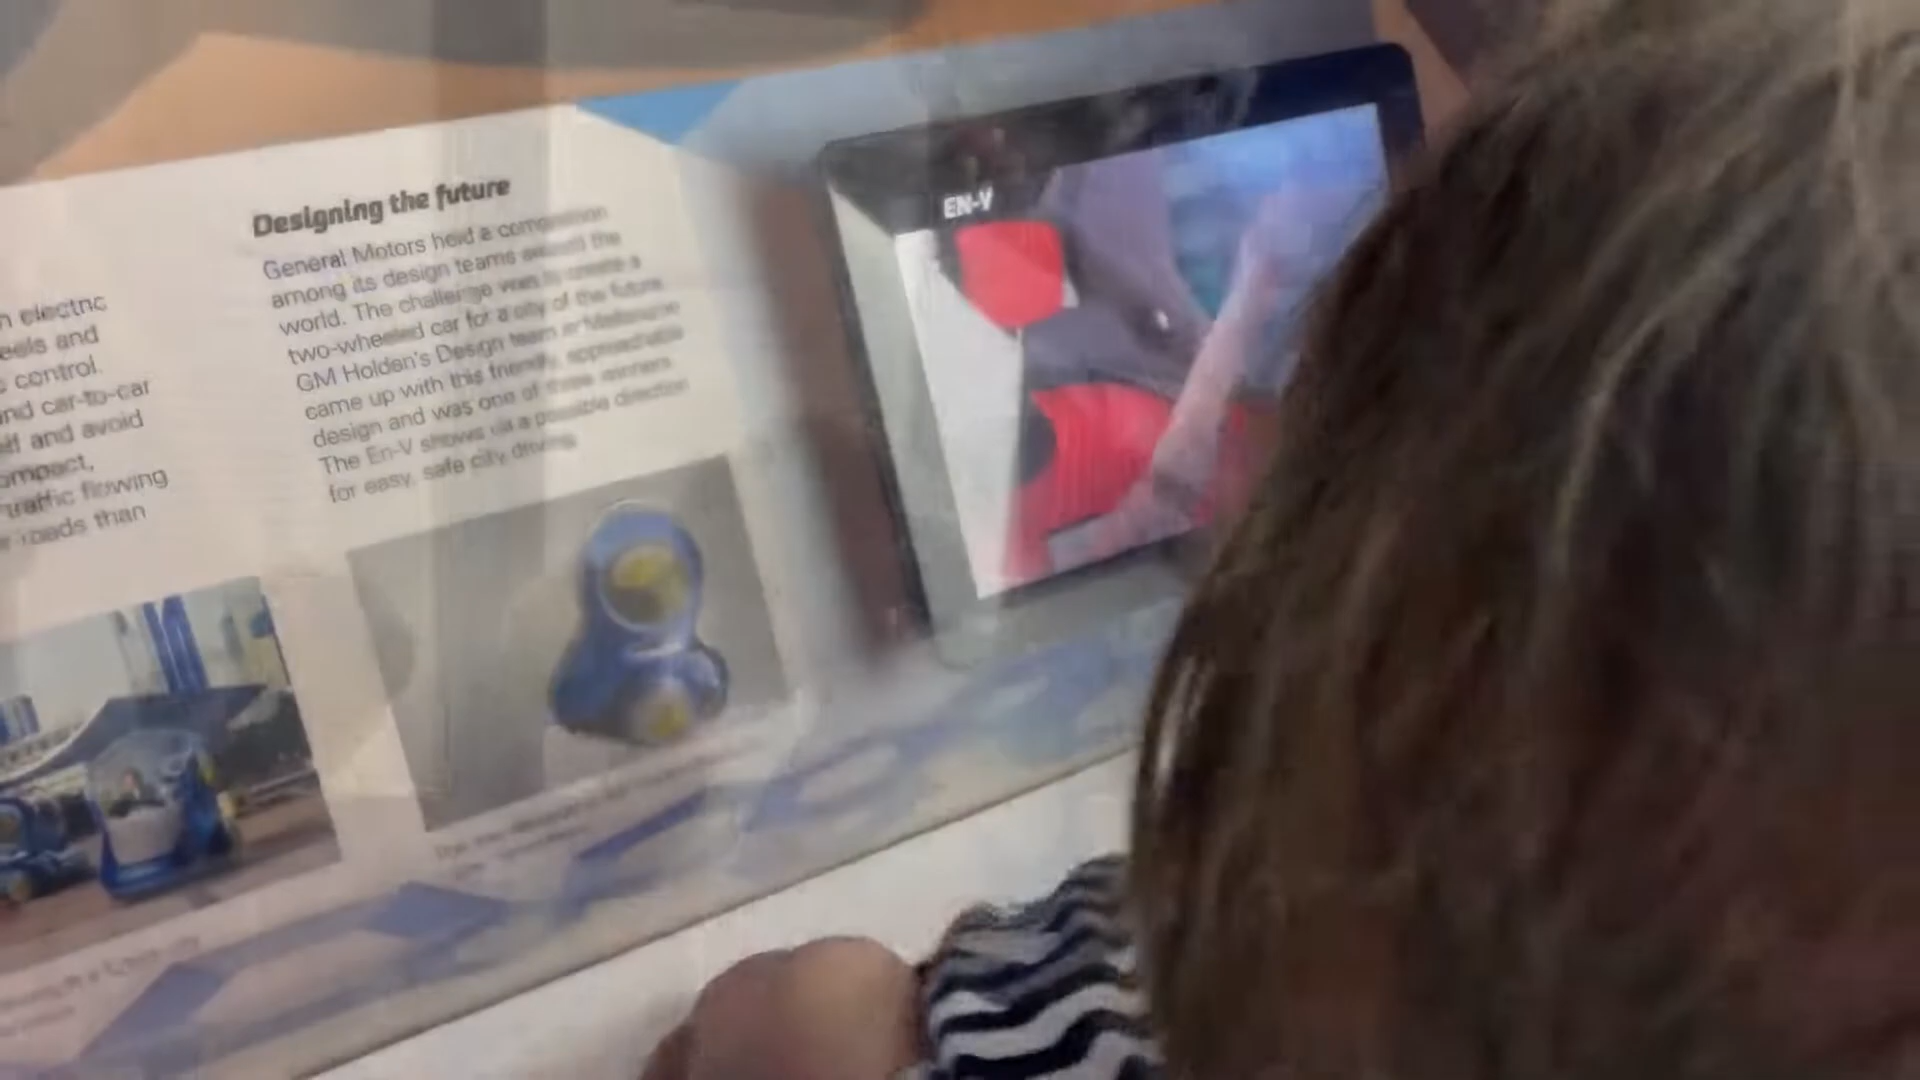 n electric
eels and
control.
and car-to-car
elf and avoid
ompact,
traffic flowing
roads than
Designing the future
General Motors held a competition
among its design teams around the
world. The challenge was to create a
two-wheeled car for a city of the future.
GM Holden's Design team in Melbourne
came up with this friendly, approachable
design and was one of three winners.
The En-V shows us a possible direction
for easy, safe city driving.
EN-V